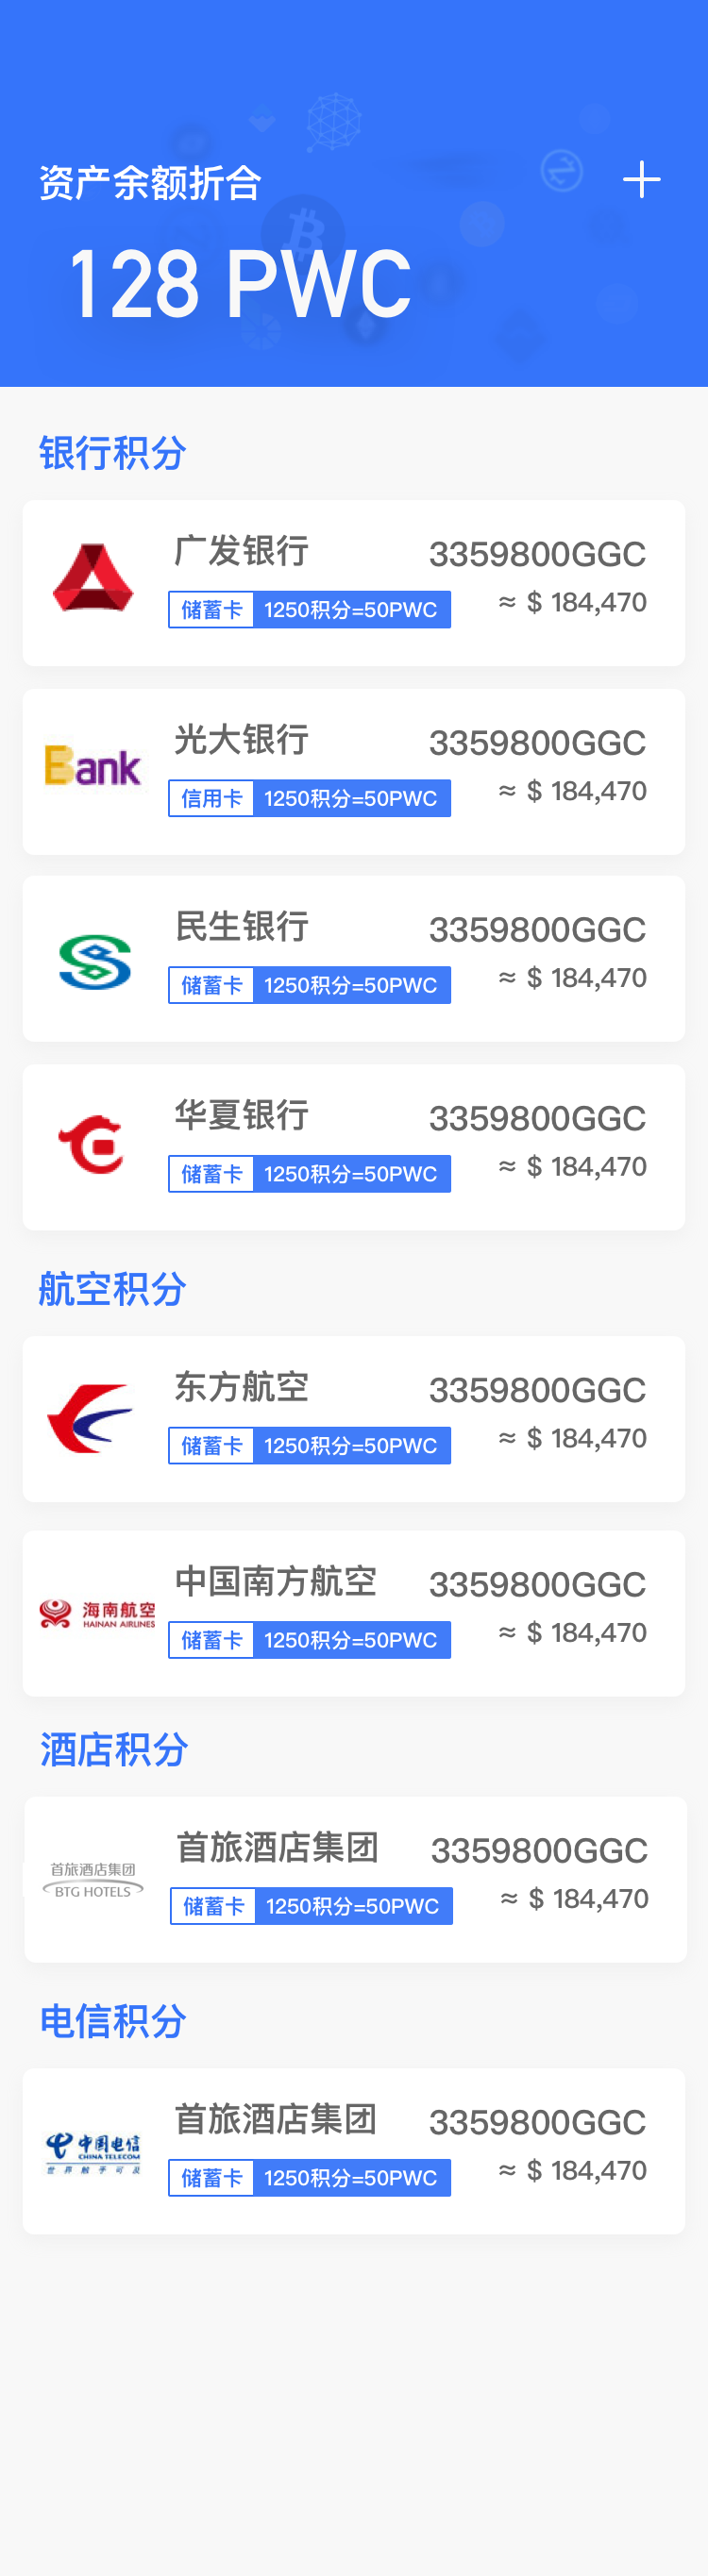 资产余额折合
128 PWC
银行积分
广发银行
3359800GGC
储蓄卡 1250积分=50PWC
≈ $ 184,470
Bank
光大银行
3359800GGC
信用卡 1250积分=50PWC
≈ $ 184,470
民生银行
3359800GGC
储蓄卡 1250积分=50PWC
≈ $ 184,470
华夏银行
3359800GGC
储蓄卡 1250积分=50PWC
≈ $ 184,470
航空积分
东方航空
3359800GGC
储蓄卡 1250积分=50PWC
≈ $ 184,470
海南航空
HAINAN AIRLINES
中国南方航空
3359800GGC
储蓄卡 1250积分=50PWC
≈ $ 184,470
酒店积分
首旅酒店集团
BTG HOTELS
首旅酒店集团
3359800GGC
储蓄卡 1250积分=50PWC
≈ $ 184,470
电信积分
中国电信
CHINA TELECOM
世界触手可及
首旅酒店集团
3359800GGC
储蓄卡 1250积分=50PWC
≈ $ 184,470